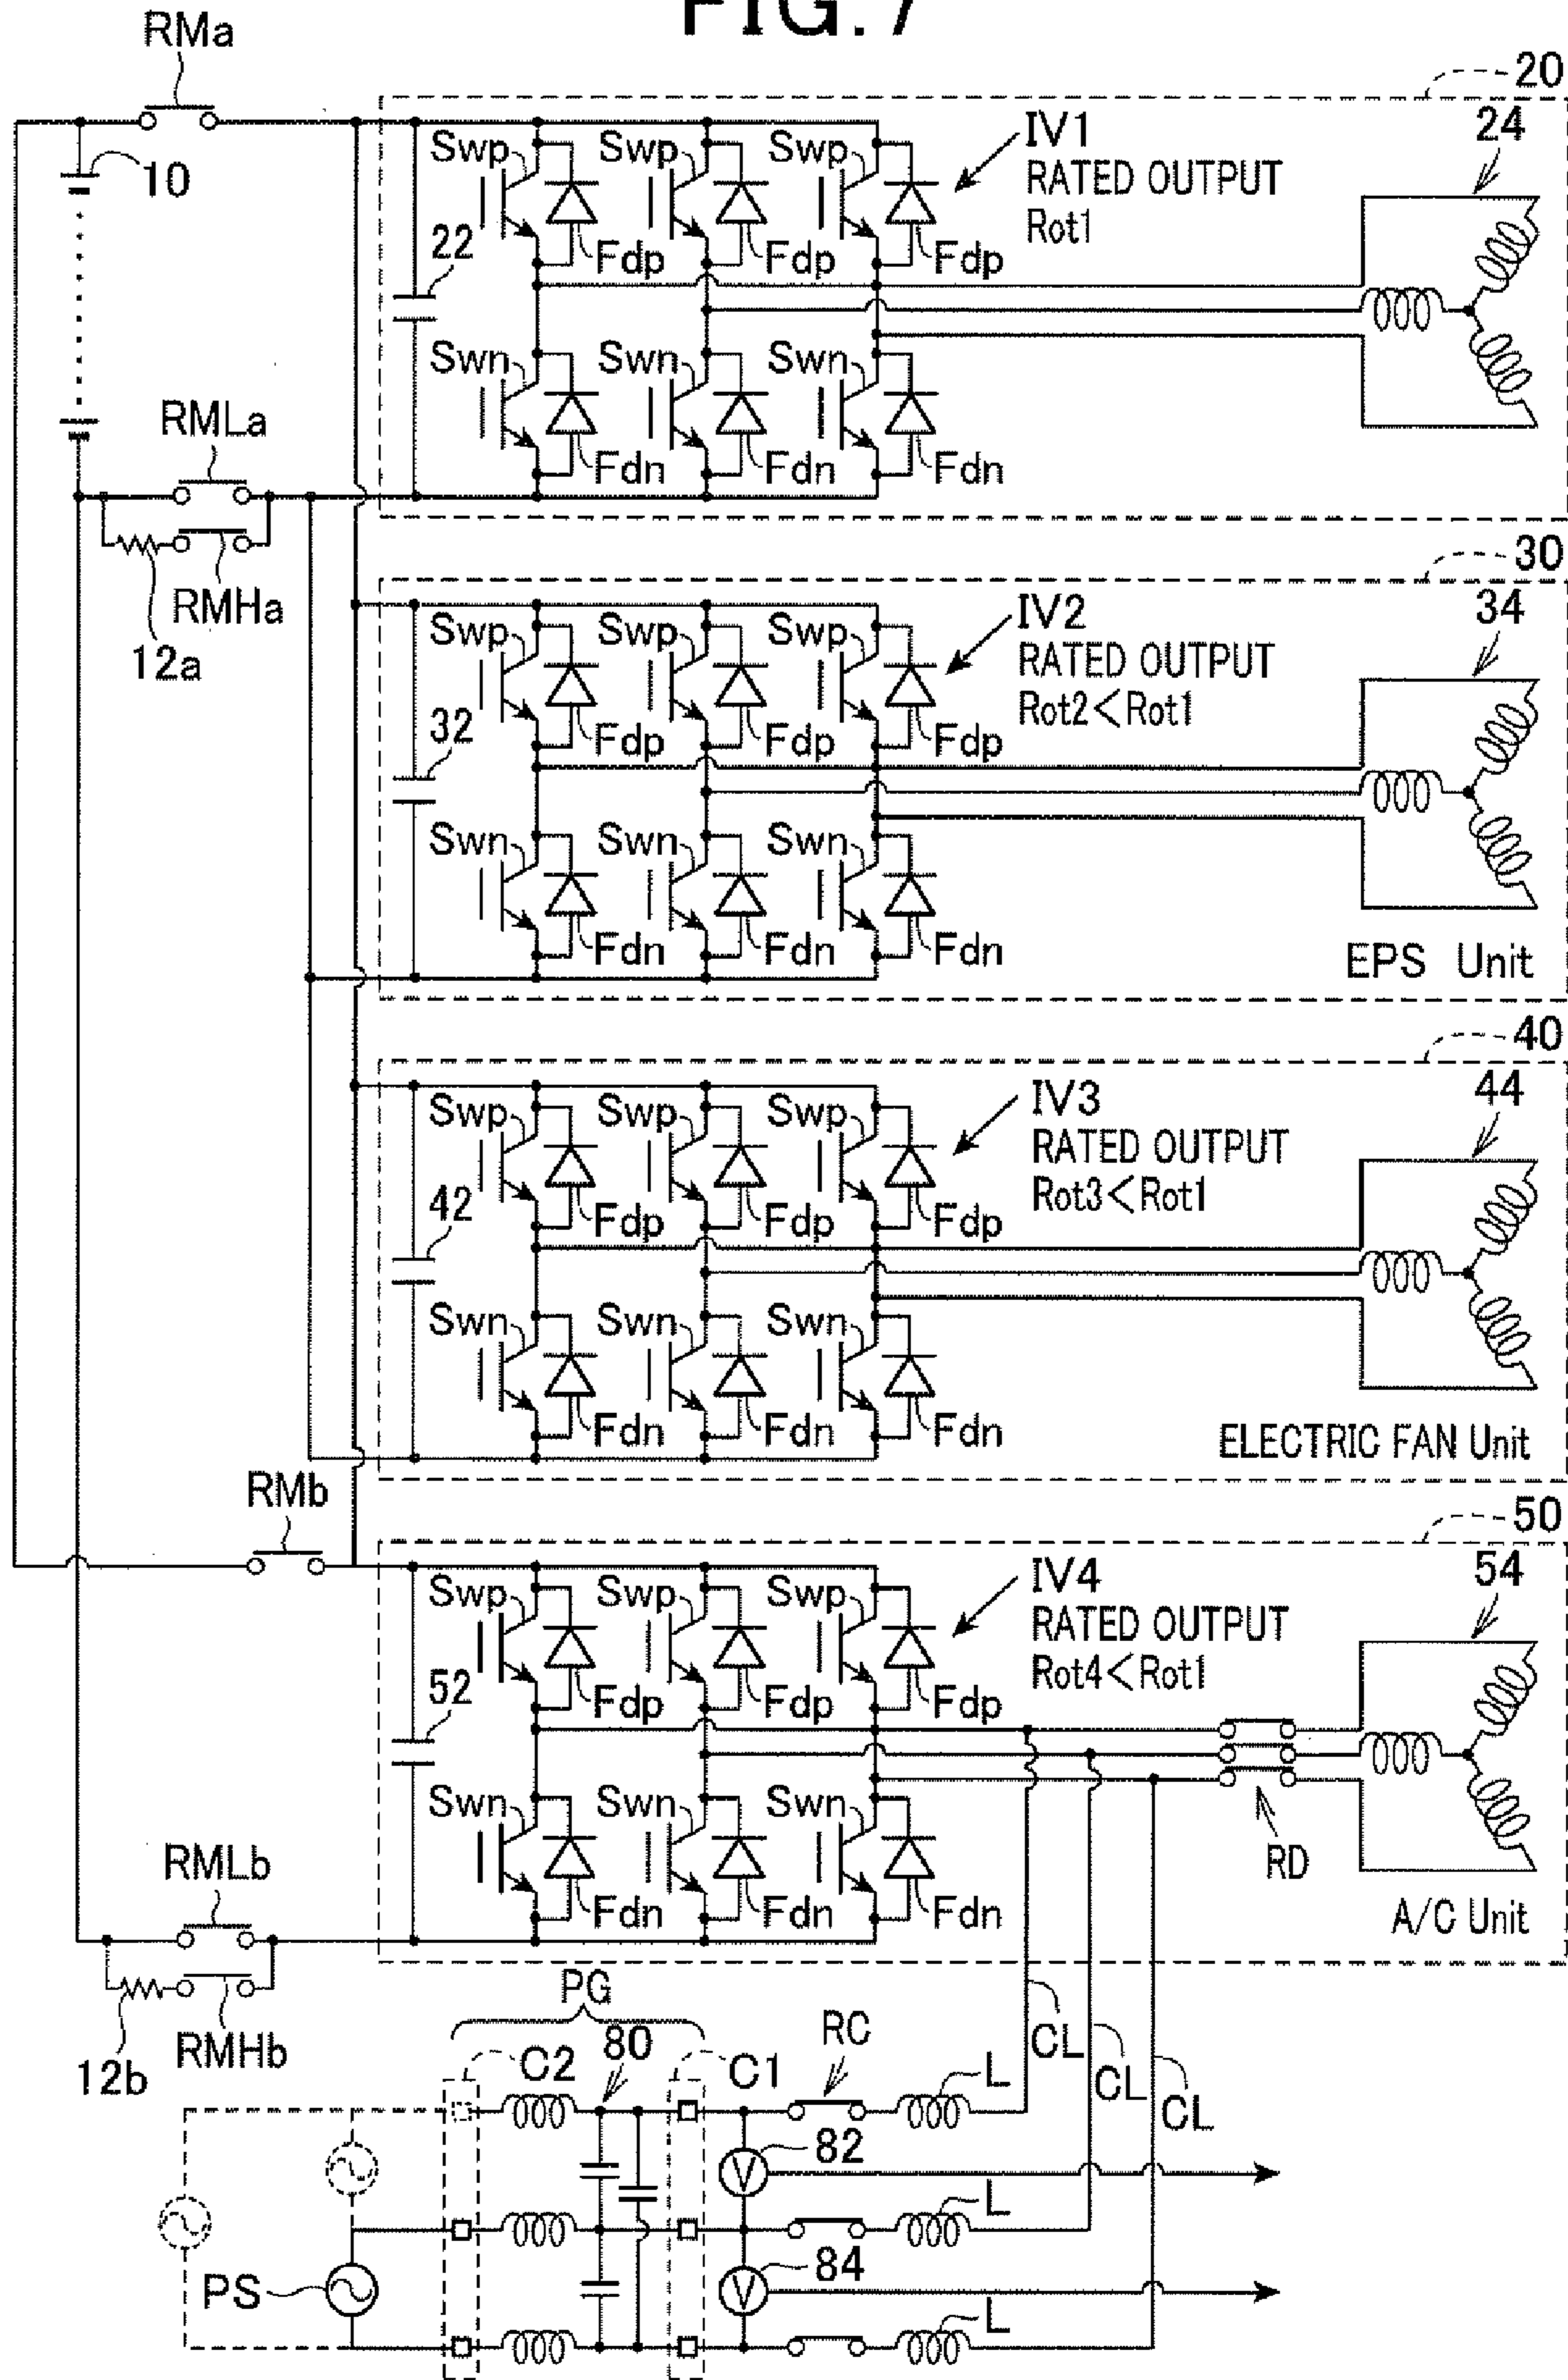 FIG. 7
RMa
20
24
10
Swp Swp Swp
IV1
RATED OUTPUT
Rot1
22
Fdp Fdp Fdp
Swn Swn Swn
RMLa
Fdn Fdn Fdn
RMHa
12a
30
34
Swp Swp Swp
IV2
RATED OUTPUT
Rot2<Rot1
32
Fdp Fdp Fdp
Swn Swn Swn
Fdn Fdn Fdn
EPS Unit
40
44
Swp Swp Swp
IV3
RATED OUTPUT
Rot3<Rot1
42
Fdp Fdp Fdp
Swn Swn Swn
Fdn Fdn Fdn
ELECTRIC FAN Unit
RMb
50
54
Swp Swp Swp
IV4
RATED OUTPUT
Rot4<Rot1
52
Fdp Fdp Fdp
Swn Swn Swn
RD
RMLb
Fdn Fdn Fdn
A/C Unit
RMHb
12b
PG
C2
80
C1
RC
L
CL
CL
CL
V
82
L
PS
V
84
L